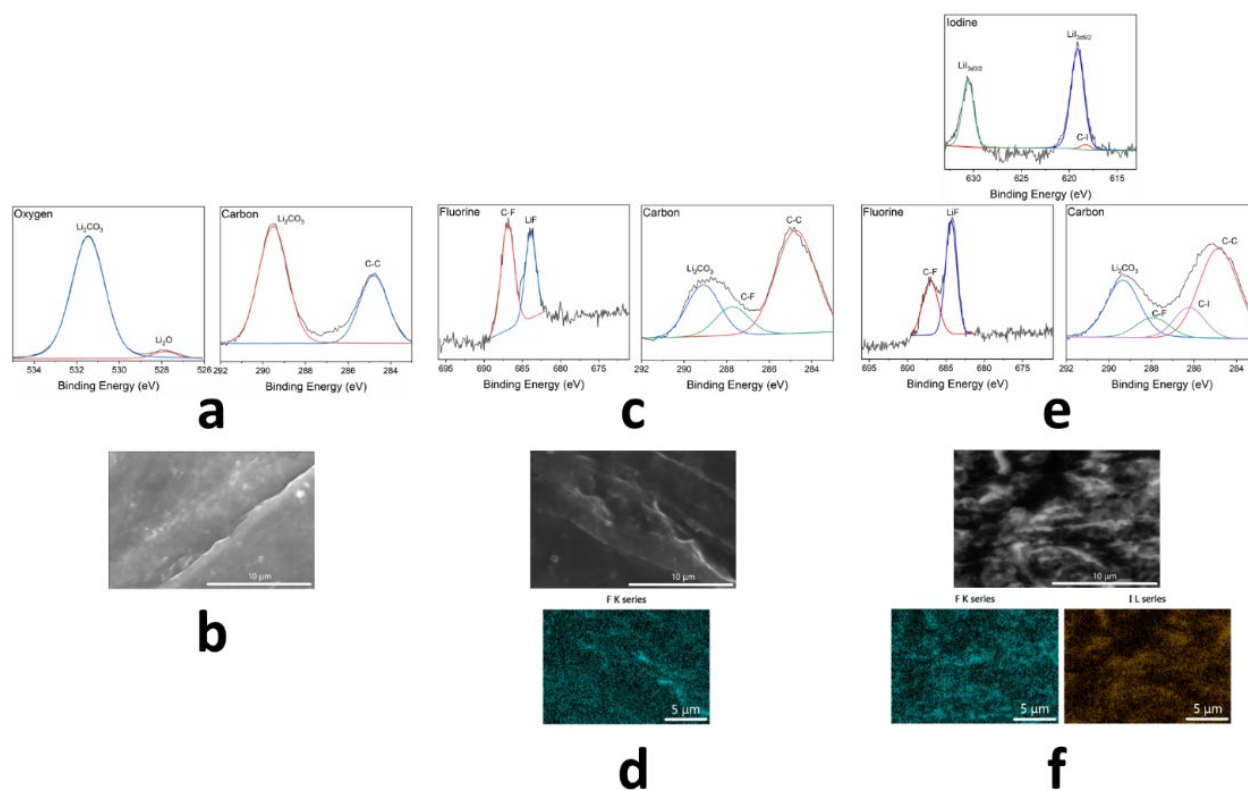 Iodine
LiI3d5/2
LiI3d3/2
C-I
630 625 620 615
Binding Energy (eV)
Oxygen
Li2CO3
Li2O
534 531 528 526
Binding Energy (eV)
Carbon
Li2CO3
C-C
292 290 288 286 284
Binding Energy (eV)
a
Fluorine
C-F
LiF
695 690 685 680 675
Binding Energy (eV)
Carbon
C-C
Li2CO3
C-F
292 290 288 286 284
Binding Energy (eV)
c
Fluorine
LiF
C-F
695 690 685 680 675
Binding Energy (eV)
Carbon
C-C
Li2CO3
C-I
C-F
292 290 288 286 284
Binding Energy (eV)
e
10 µm
b
10 µm
F K series
5 µm
d
10 µm
F K series
I L series
5 µm
5 µm
f